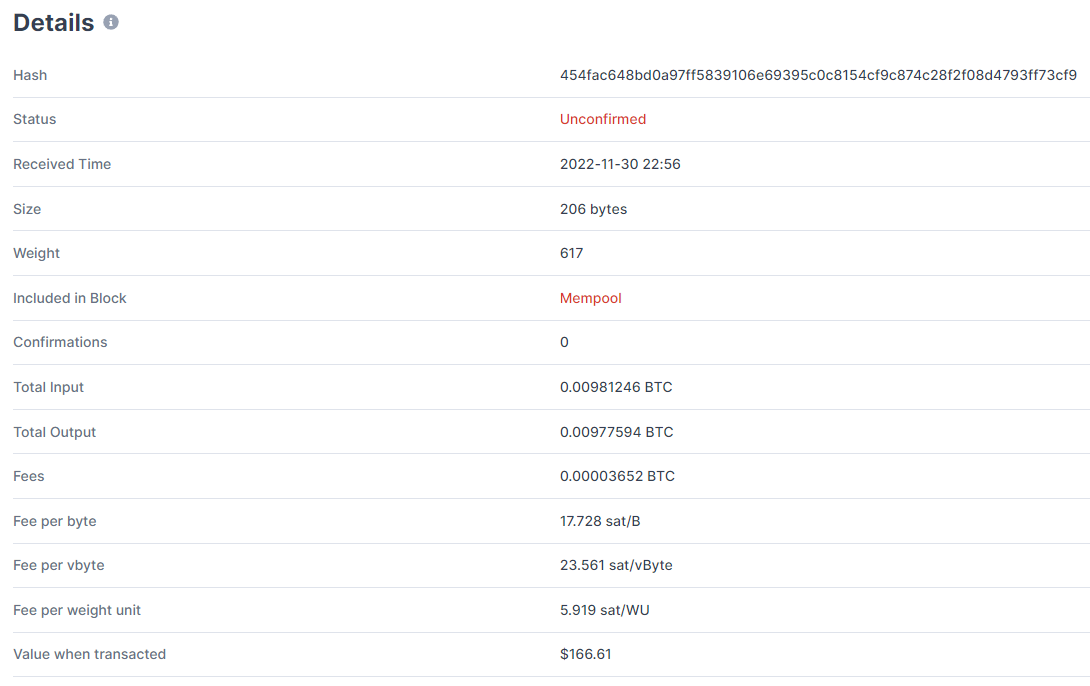 Details
Hash 454fac648bd0a97ff5839106e69395c0c8154cf9c874c28f2f08d4793ff73cf9
Status Unconfirmed
Received Time 2022-11-30 22:56
Size 206 bytes
Weight 617
Included in Block Mempool
Confirmations 0
Total Input 0.00981246 BTC
Total Output 0.00977594 BTC
Fees 0.00003652 BTC
Fee per byte 17.728 sat/B
Fee per vbyte 23.561 sat/vByte
Fee per weight unit 5.919 sat/WU
Value when transacted $166.61